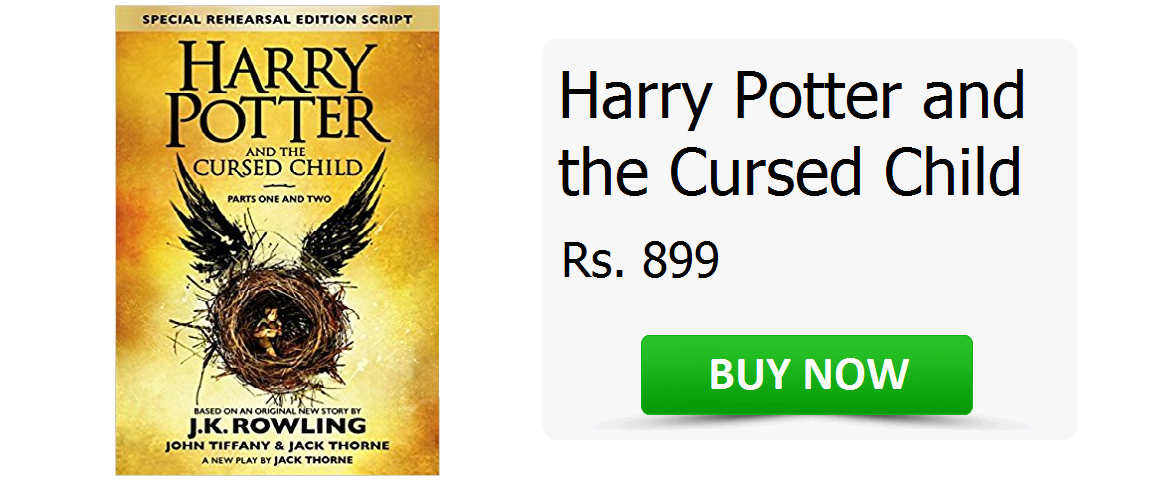 SPECIAL REHEARSAL EDITION SCRIPT
HARRY
POTTER
AND THE
CURSED CHILD
PARTS ONE AND TWO
BASED ON AN ORIGINAL NEW STORY BY
J.K. ROWLING
JOHN TIFFANY & JACK THORNE
A NEW PLAY BY JACK THORNE
Harry Potter and
the Cursed Child
Rs. 899
BUY NOW